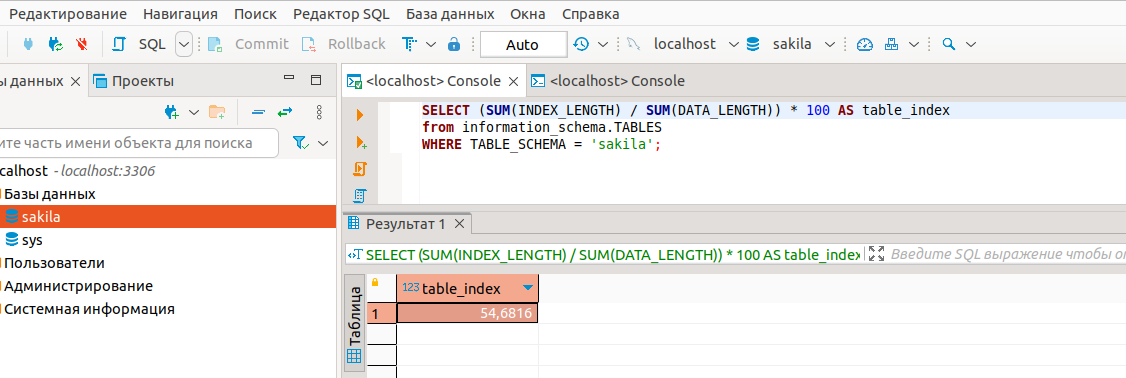 Редактирование Навигация Поиск Редактор SQL База данных Окна Справка
SQL Commit Rollback Auto localhost sakila
ы данных Проекты
<localhost> Console <localhost> Console
ите часть имени объекта для поиска
calhost - localhost:3306
Базы данных
sakila
sys
Пользователи
Администрирование
Системная информация
SELECT (SUM(INDEX_LENGTH) / SUM(DATA_LENGTH)) * 100 AS table_index
from information_schema.TABLES
WHERE TABLE_SCHEMA = 'sakila';
Результат 1
SELECT (SUM(INDEX_LENGTH) / SUM(DATA_LENGTH)) * 100 AS table_index Введите SQL выражение чтобы от
Таблица
123 table_index
1 54,6816